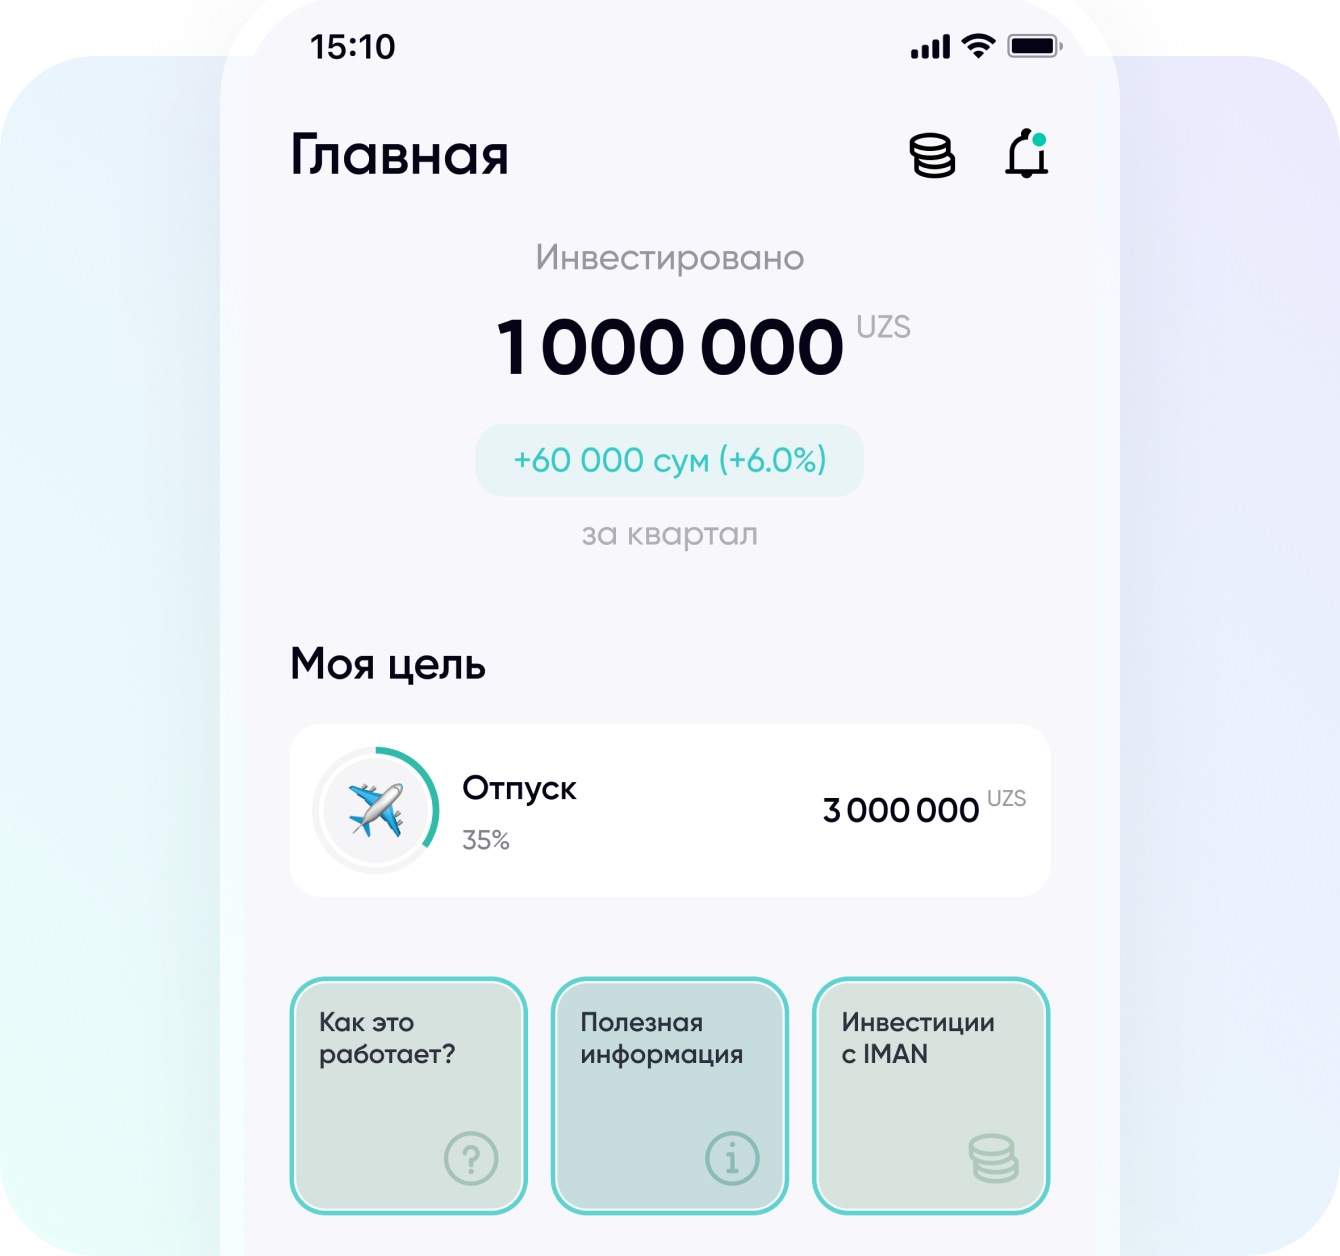 15:10
Главная
Инвестировано
1 000 000 UZS
+60 000 сум (+6.0%)
за квартал
Моя цель
Отпуск
35%
3 000 000 UZS
Как это
работает?
Полезная
информация
Инвестиции
с IMAN